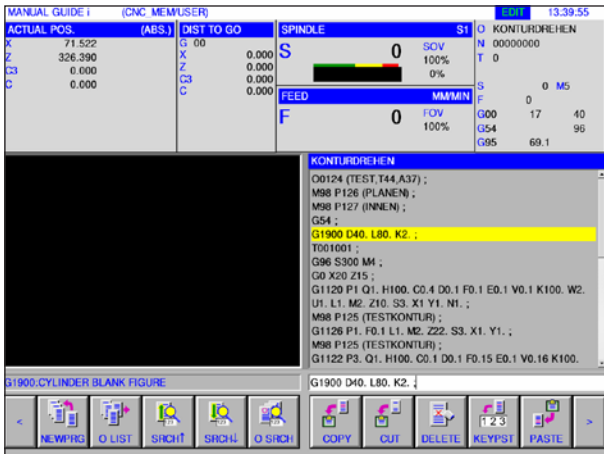 MANUAL GUIDE i (CNC_MEM/USER) EDIT 13:39:55
ACTUAL POS. (ABS.) DIST TO GO SPINDLE S1 O KONTURDREHEN
X 71.522 G 00 N 00000000
Z 326.390 X 0.000 S 0 SOV 100% T 0
C3 0.000 Z 0.000 0%
C 0.000 C3 0.000 S 0 M5
C 0.000 FEED MM/MIN F 0
F 0 FOV 100% G00 17 40
G54 96
G95 69.1
KONTURDREHEN
O0124 (TEST,T44,A37) ;
M98 P126 (PLANEN) ;
M98 P127 (INNEN) ;
G54 ;
G1900 D40. L80. K2. ;
T001001 ;
G96 S300 M4 ;
G0 X20 Z15 ;
G1120 P1 Q1. H100. C0.4 D0.1 F0.1 E0.1 V0.1 K100. W2.
U1. L1. M2. Z10. S3. X1 Y1. N1. ;
M98 P125 (TESTKONTUR) ;
G1126 P1. F0.1 L1. M2. Z22. S3. X1. Y1. ;
M98 P125 (TESTKONTUR) ;
G1122 P3. Q1. H100. C0.1 D0.1 F0.15 E0.1 V0.16 K100.
G1900:CYLINDER BLANK FIGURE G1900 D40. L80. K2. ;
< NEWPRG O LIST SRCH↑ SRCH↓ O SRCH COPY CUT DELETE KEYPST PASTE >